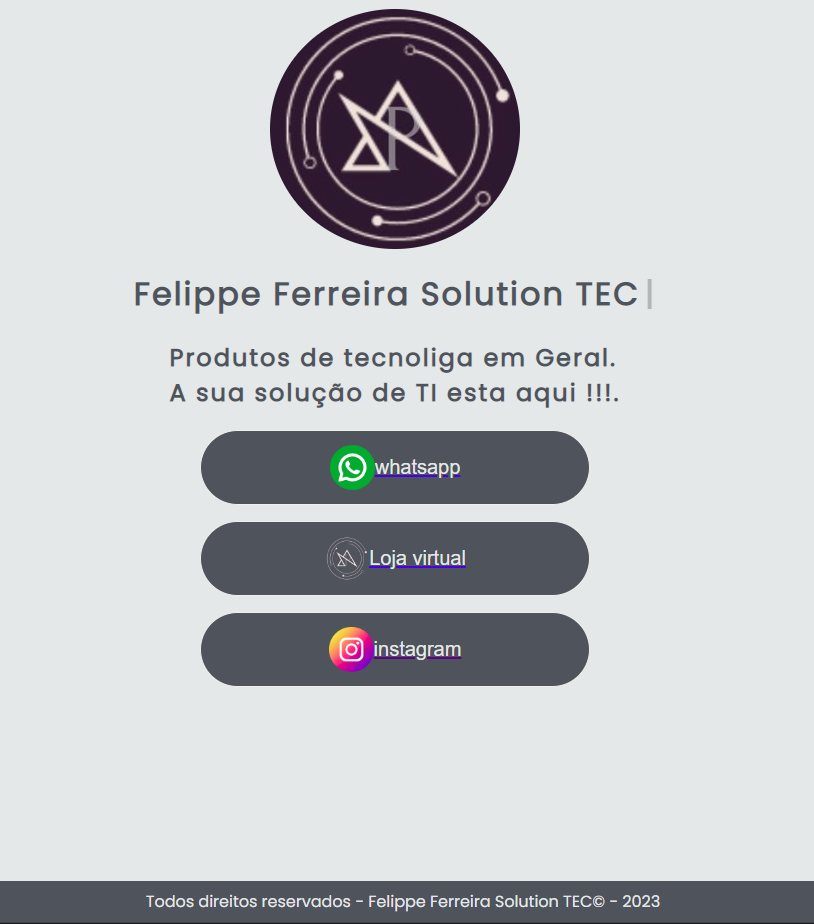 P
Felippe Ferreira Solution TEC |
Produtos de tecnoliga em Geral.
A sua solução de TI esta aqui !!!.
whatsapp
Loja virtual
instagram
Todos direitos reservados - Felippe Ferreira Solution TEC© - 2023